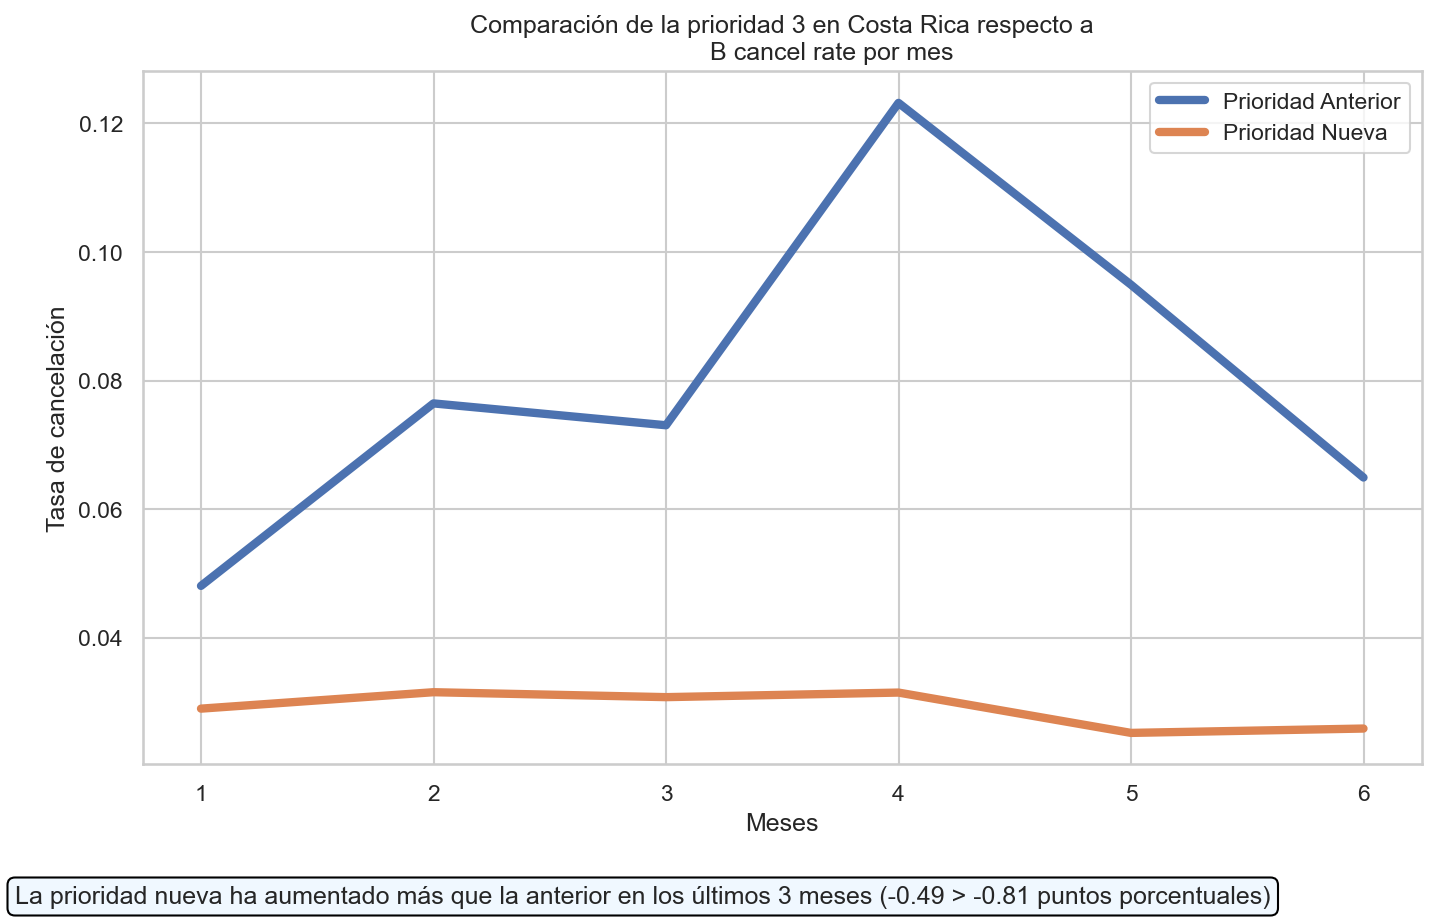 Comparación de la prioridad 3 en Costa Rica respecto a
B cancel rate por mes
Prioridad Anterior
Prioridad Nueva
0.12
0.10
0.08
0.06
0.04
Tasa de cancelación
1 2 3 4 5 6
Meses
La prioridad nueva ha aumentado más que la anterior en los últimos 3 meses (-0.49 > -0.81 puntos porcentuales)